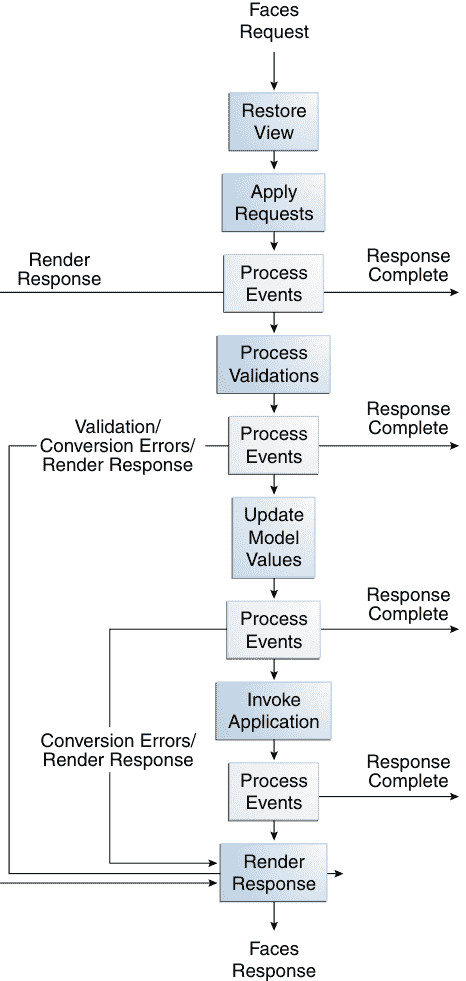 Faces
Request
Restore
View
Apply
Requests
Render
Response
Process
Events
Response
Complete
Process
Validations
Validation/
Conversion Errors/
Render Response
Process
Events
Response
Complete
Update
Model
Values
Process
Events
Response
Complete
Invoke
Application
Conversion Errors/
Render Response
Process
Events
Response
Complete
Render
Response
Faces
Response